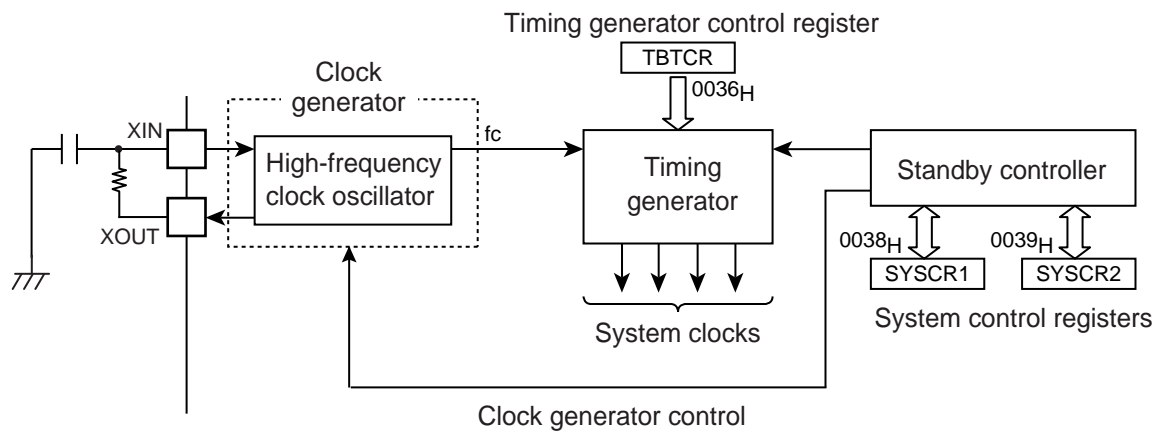 Timing generator control register
TBTCR
0036H
Clock
generator
XIN
High-frequency
clock oscillator
XOUT
fc
Timing
generator
Standby controller
0038H
0039H
SYSCR1
SYSCR2
System control registers
System clocks
Clock generator control